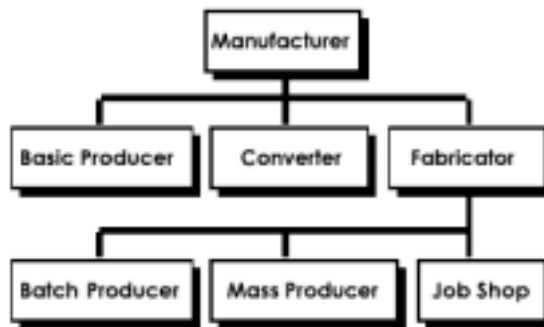 Manufacturer
Basic Producer
Converter
Fabricator
Batch Producer
Mass Producer
Job Shop